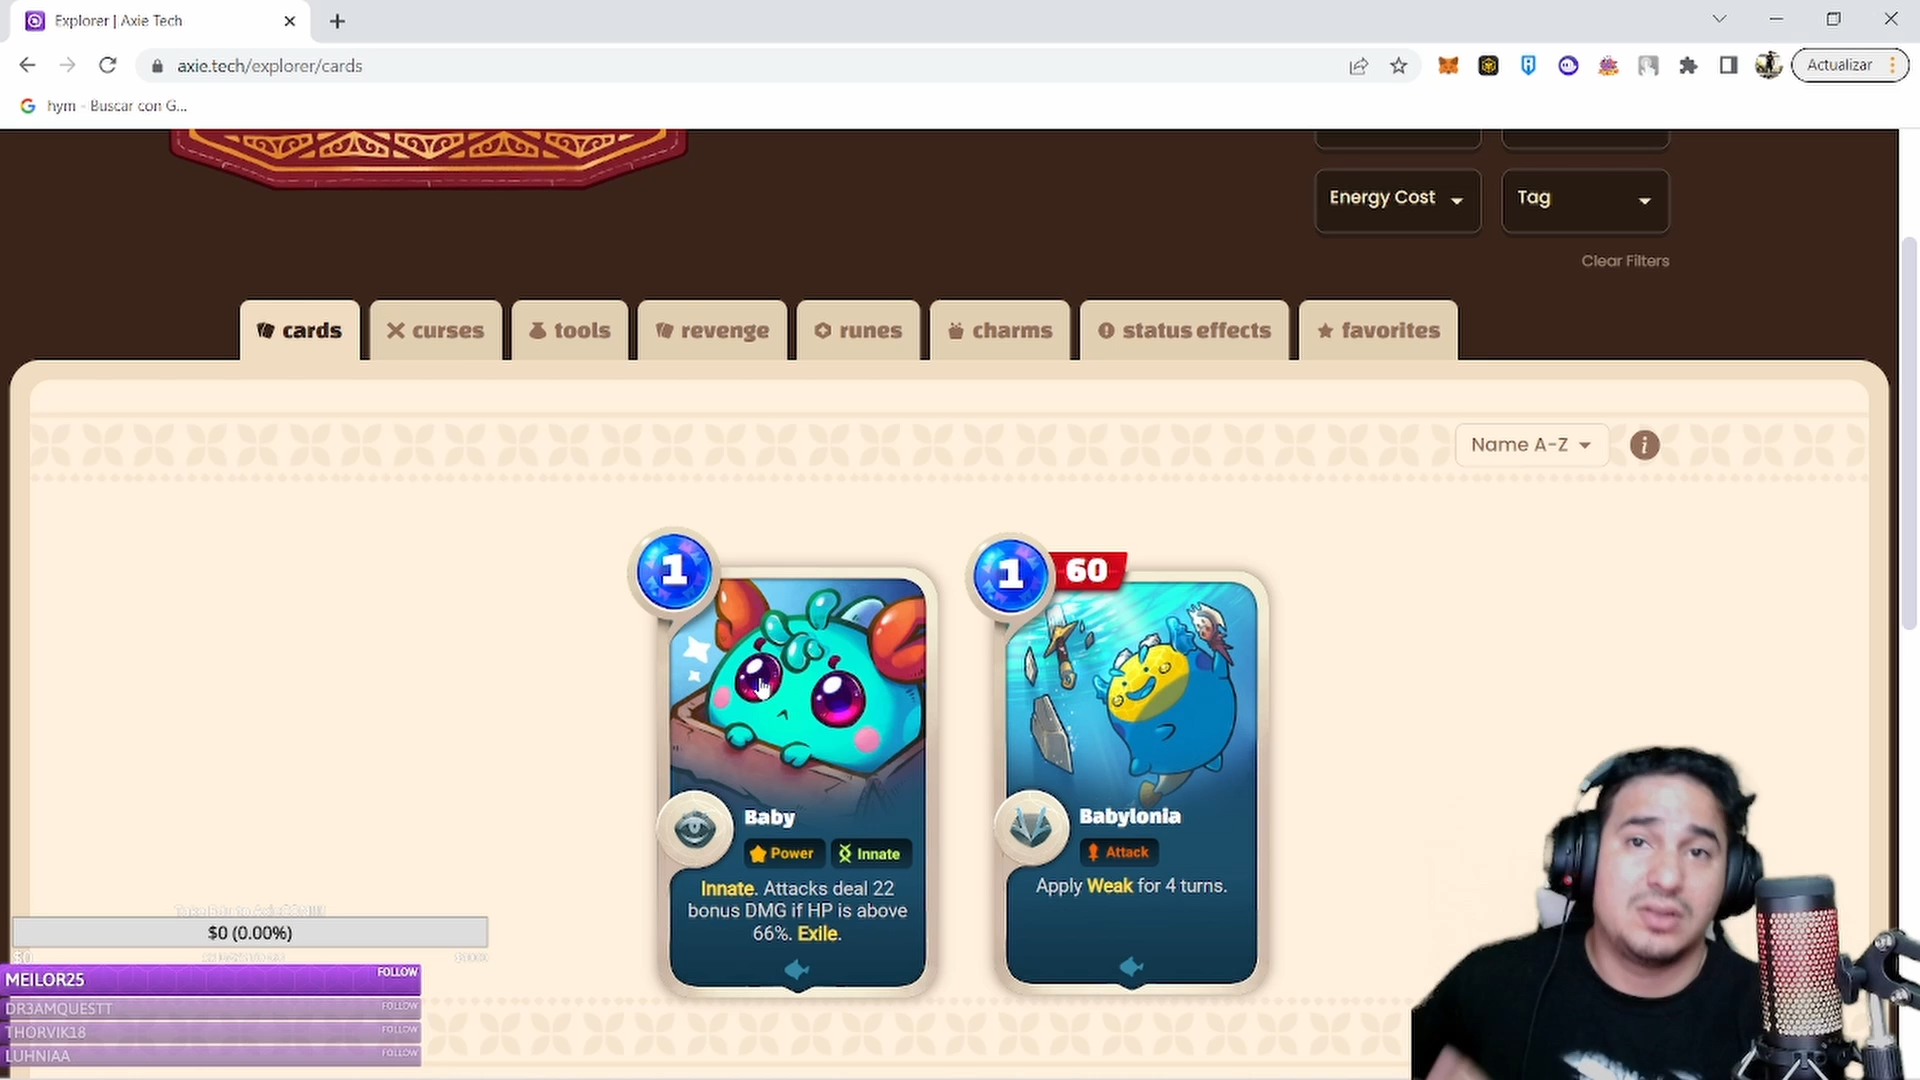 Explorer | Axie Tech
axie.tech/explorer/cards
Actualizar
hym - Buscar con G...
Energy Cost
Tag
Clear Filters
cards
curses
tools
revenge
runes
charms
status effects
favorites
Name A-Z
i
1
1
60
Baby
Power
Innate
Innate. Attacks deal 22
bonus DMG if HP is above
66%. Exile.
Babylonia
Attack
Apply Weak for 4 turns.
$0 (0.00%)
$0
MEILOR25
FOLLOW
DR3AMQUESTT
FOLLOW
THORVIK18
FOLLOW
LUHNIAA
FOLLOW